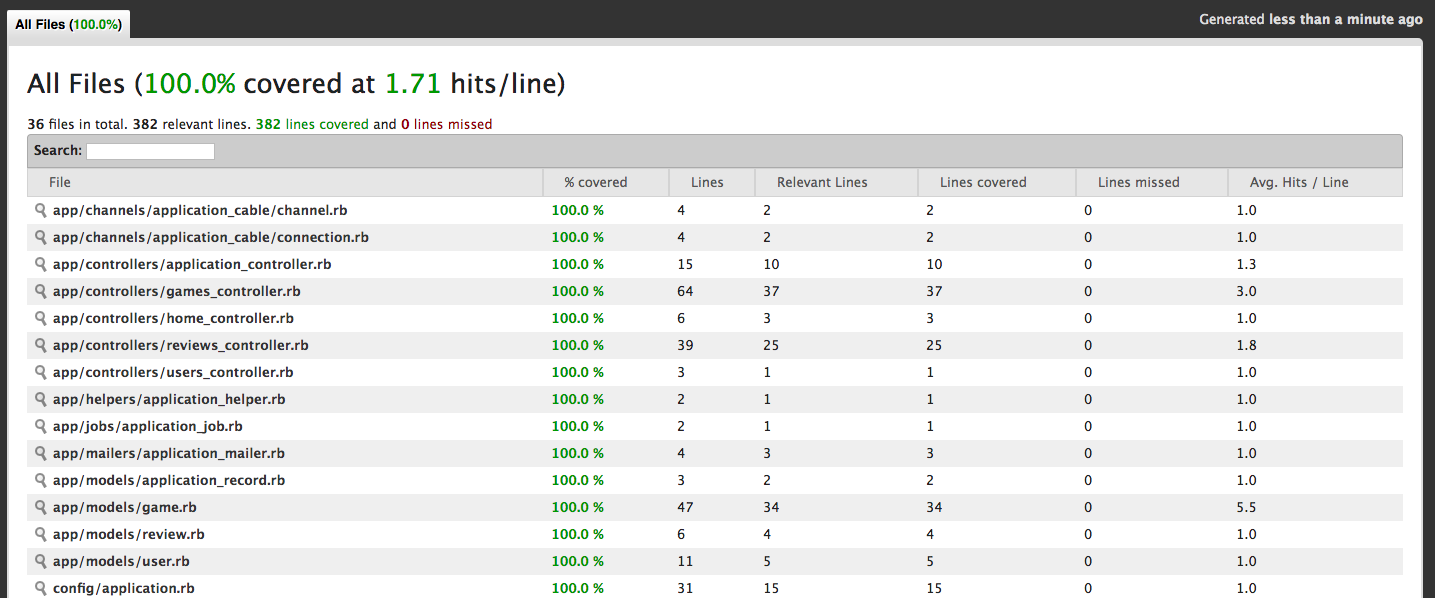 All Files (100.0%)
Generated less than a minute ago
All Files (100.0% covered at 1.71 hits/line)
36 files in total. 382 relevant lines. 382 lines covered and 0 lines missed
Search:
File % covered Lines Relevant Lines Lines covered Lines missed Avg. Hits / Line
app/channels/application_cable/channel.rb 100.0 % 4 2 2 0 1.0
app/channels/application_cable/connection.rb 100.0 % 4 2 2 0 1.0
app/controllers/application_controller.rb 100.0 % 15 10 10 0 1.3
app/controllers/games_controller.rb 100.0 % 64 37 37 0 3.0
app/controllers/home_controller.rb 100.0 % 6 3 3 0 1.0
app/controllers/reviews_controller.rb 100.0 % 39 25 25 0 1.8
app/controllers/users_controller.rb 100.0 % 3 1 1 0 1.0
app/helpers/application_helper.rb 100.0 % 2 1 1 0 1.0
app/jobs/application_job.rb 100.0 % 2 1 1 0 1.0
app/mailers/application_mailer.rb 100.0 % 4 3 3 0 1.0
app/models/application_record.rb 100.0 % 3 2 2 0 1.0
app/models/game.rb 100.0 % 47 34 34 0 5.5
app/models/review.rb 100.0 % 6 4 4 0 1.0
app/models/user.rb 100.0 % 11 5 5 0 1.0
config/application.rb 100.0 % 31 15 15 0 1.0